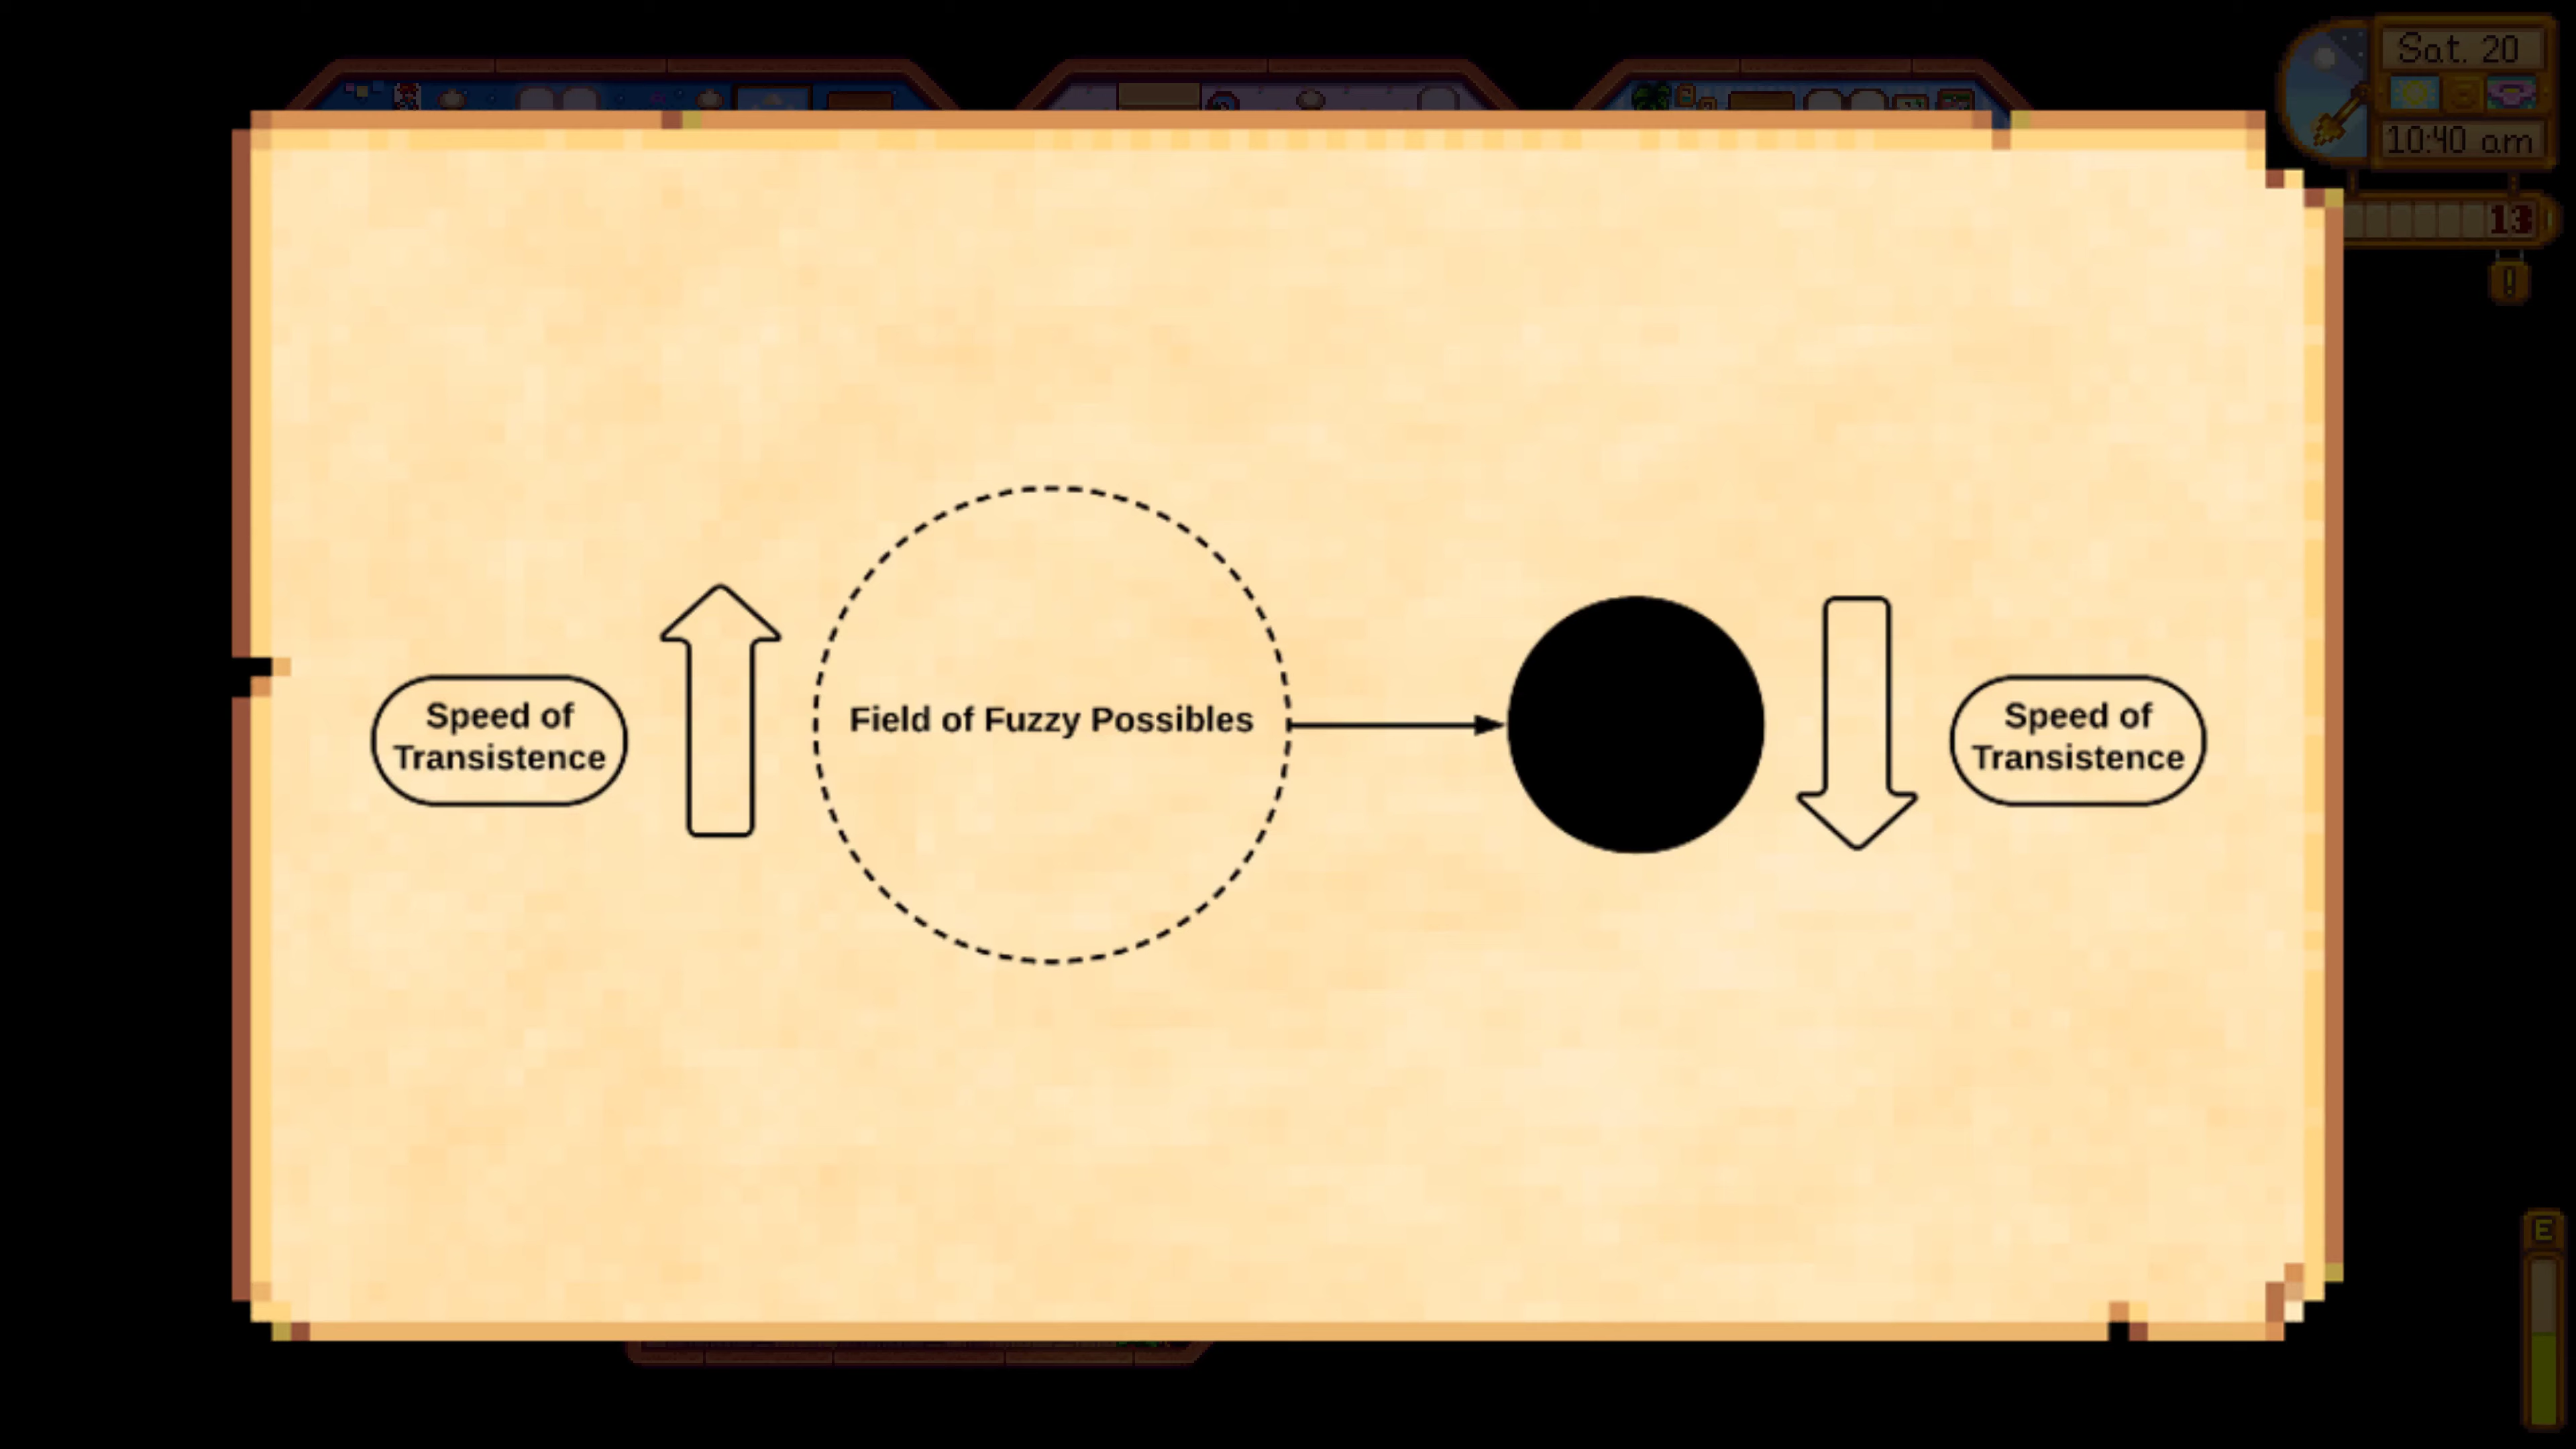 Sat. 20
10:40 am
13
!
Speed of
Transistence
Field of Fuzzy Possibles
Speed of
Transistence
E